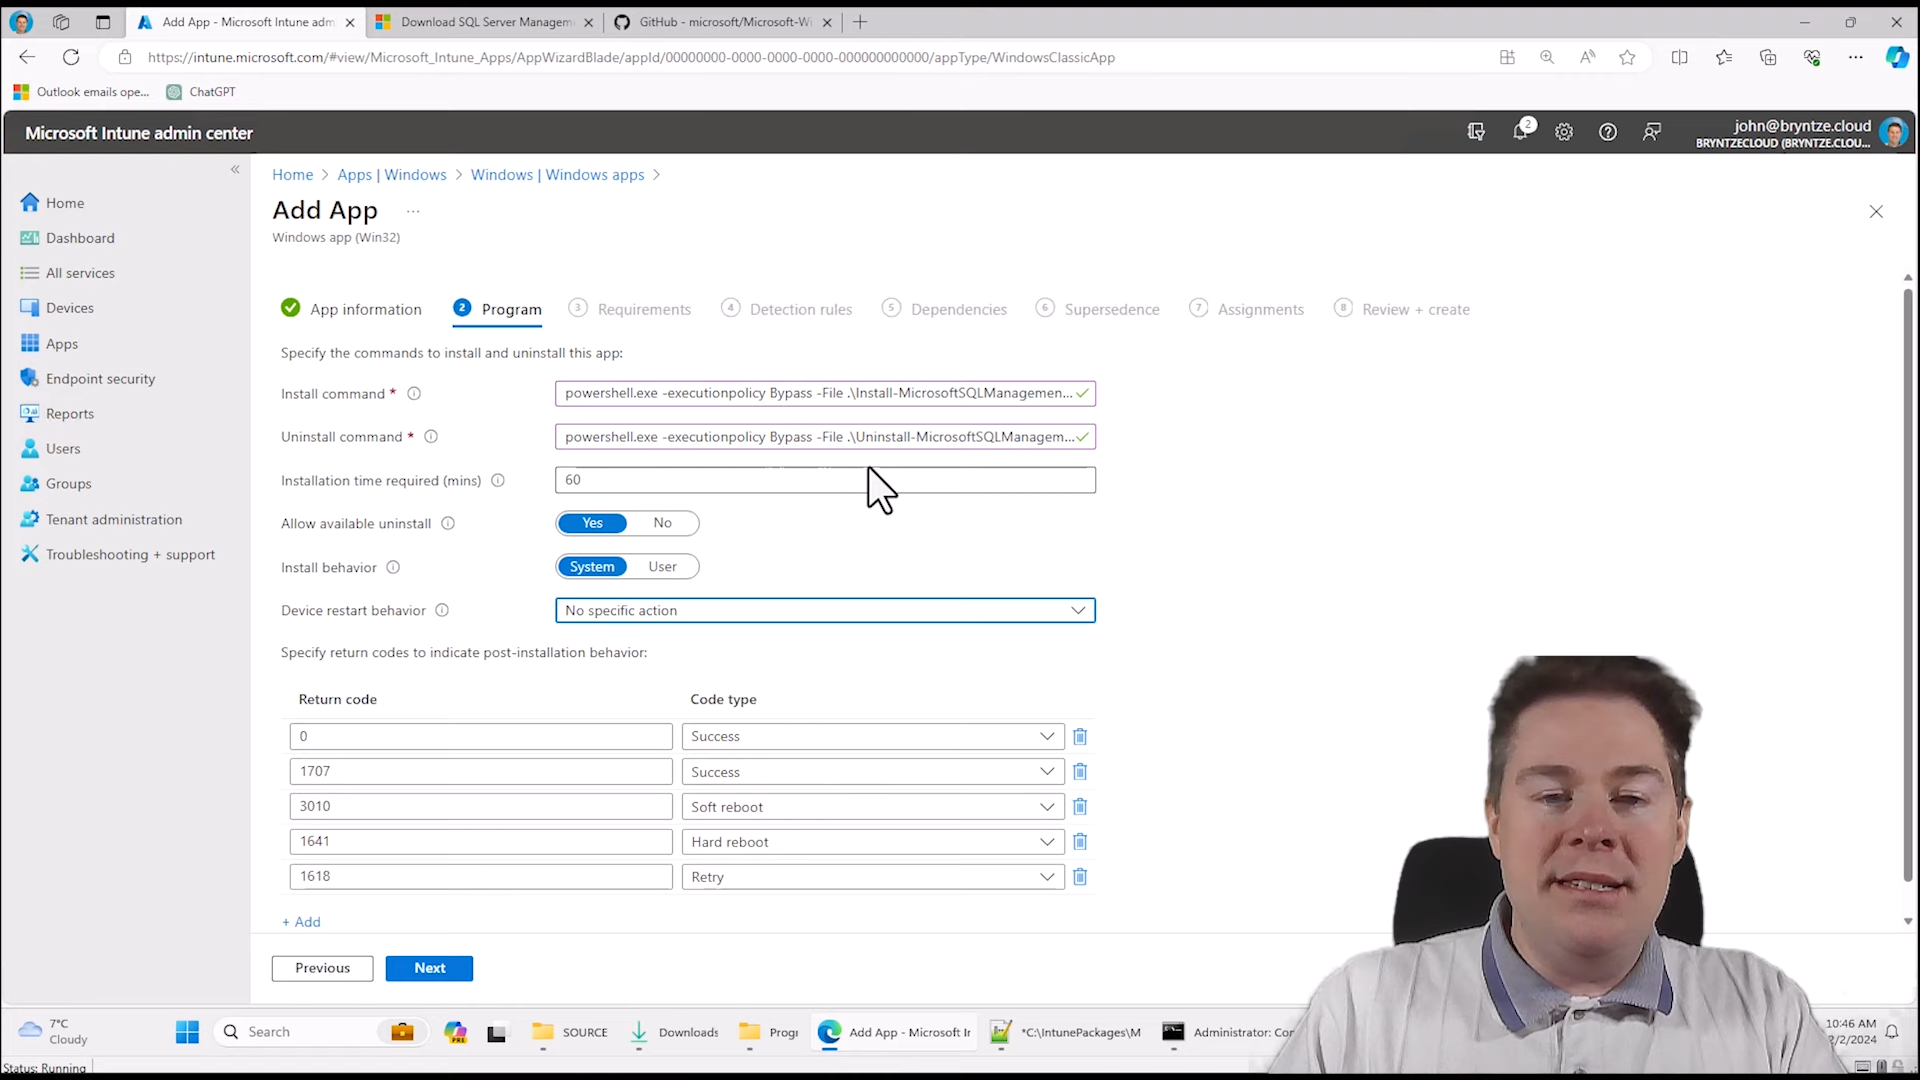 Add App - Microsoft Intune adm
Download SQL Server Managem
GitHub - microsoft/Microsoft-Wi
https://intune.microsoft.com/#view/Microsoft_Intune_Apps/AppWizardBlade/appId/00000000-0000-0000-0000-000000000000/appType/WindowsClassicApp
Outlook emails ope...
ChatGPT
Microsoft Intune admin center
2
john@bryntze.cloud
BRYNTZECLOUD (BRYNTZE.CLOU...
Home
Dashboard
All services
Devices
Apps
Endpoint security
Reports
Users
Groups
Tenant administration
Troubleshooting + support
Home > Apps | Windows > Windows | Windows apps >
Add App ...
Windows app (Win32)
App information
2 Program
3 Requirements
4 Detection rules
5 Dependencies
6 Supersedence
7 Assignments
8 Review + create
Specify the commands to install and uninstall this app:
Install command *
powershell.exe -executionpolicy Bypass -File .\Install-MicrosoftSQLManagemen...
Uninstall command *
powershell.exe -executionpolicy Bypass -File .\Uninstall-MicrosoftSQLManagem...
Installation time required (mins)
60
Allow available uninstall
Yes No
Install behavior
System User
Device restart behavior
No specific action
Specify return codes to indicate post-installation behavior:
Return code Code type
0 Success
1707 Success
3010 Soft reboot
1641 Hard reboot
1618 Retry
+ Add
Previous Next
7°C
Cloudy
Search
PRE
SOURCE
Downloads
Progr
Add App - Microsoft Ir
*C:\IntunePackages\M
Administrator: Cor
10:46 AM
2/2/2024
Status: Running